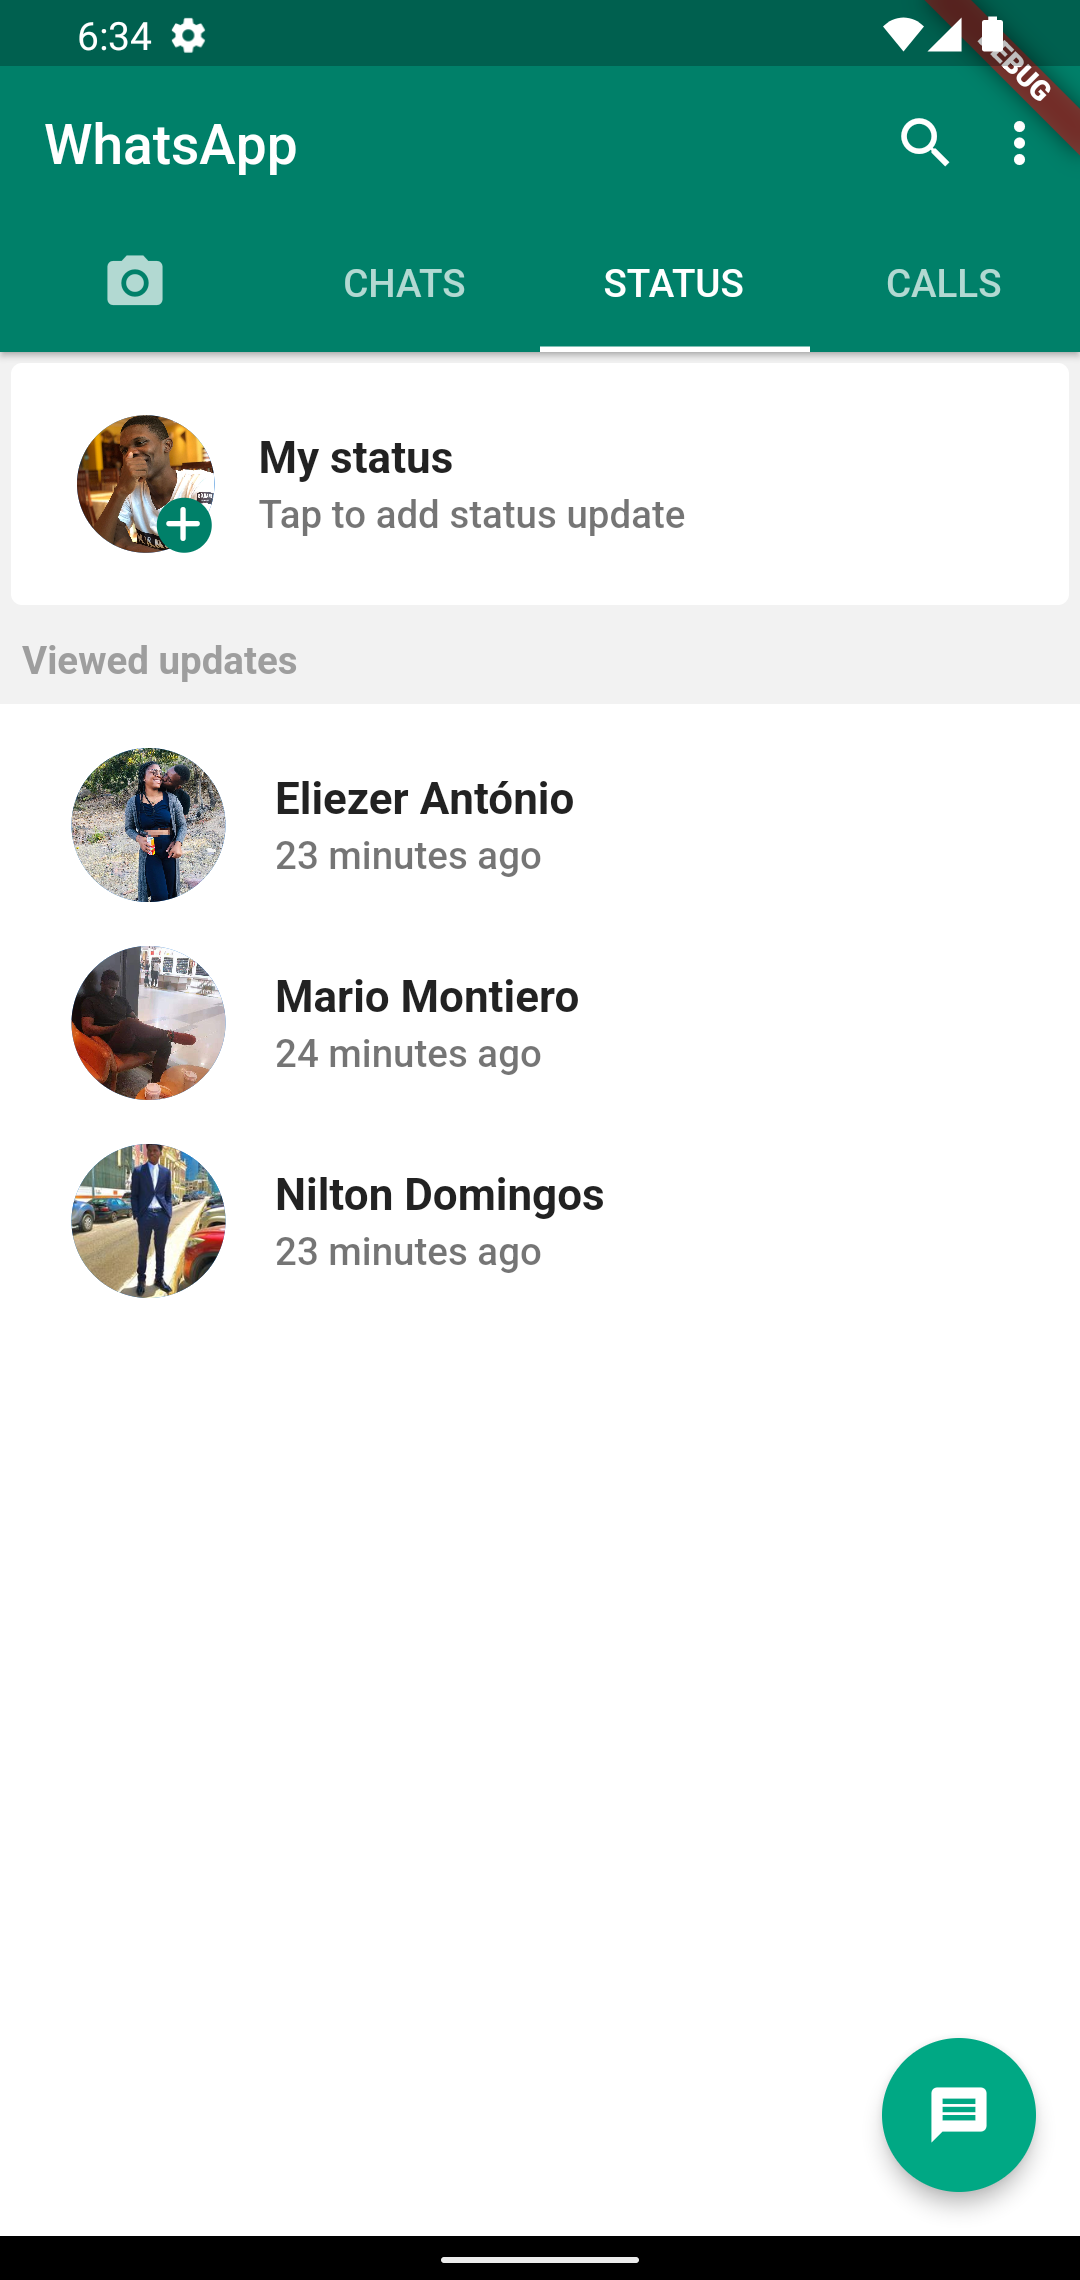 6:34
DEBUG
WhatsApp
CHATS STATUS CALLS
My status
Tap to add status update
Viewed updates
Eliezer António
23 minutes ago
Mario Montiero
24 minutes ago
Nilton Domingos
23 minutes ago